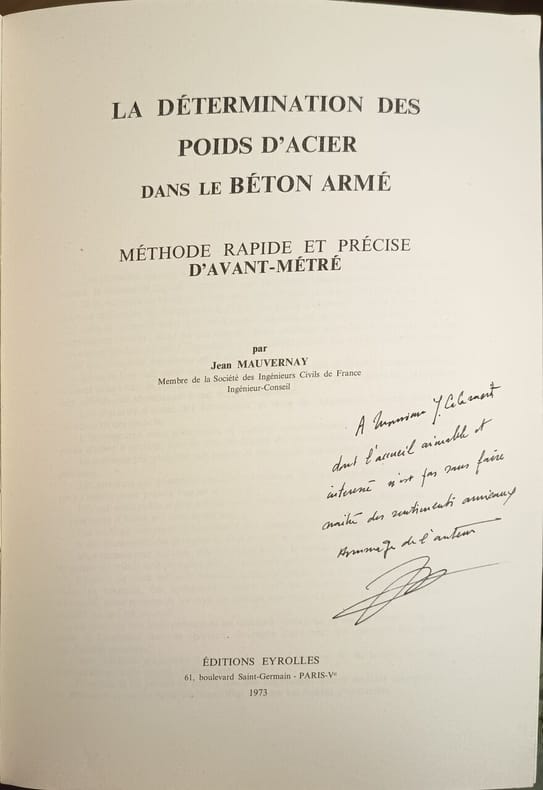 LA DÉTERMINATION DES
POIDS D'ACIER
DANS LE BÉTON ARMÉ
MÉTHODE RAPIDE ET PRÉCISE
D'AVANT-MÉTRÉ
par
Jean MAUVERNAY
Membre de la Société des Ingénieurs Civils de France
Ingénieur-Conseil
A Monsieur
dont l'accueil aimable et
interessé n'est pas sans faire
naître des sentiments amicaux
hommage de l'auteur
ÉDITIONS EYROLLES
61, boulevard Saint-Germain - PARIS-Vᵉ
1973